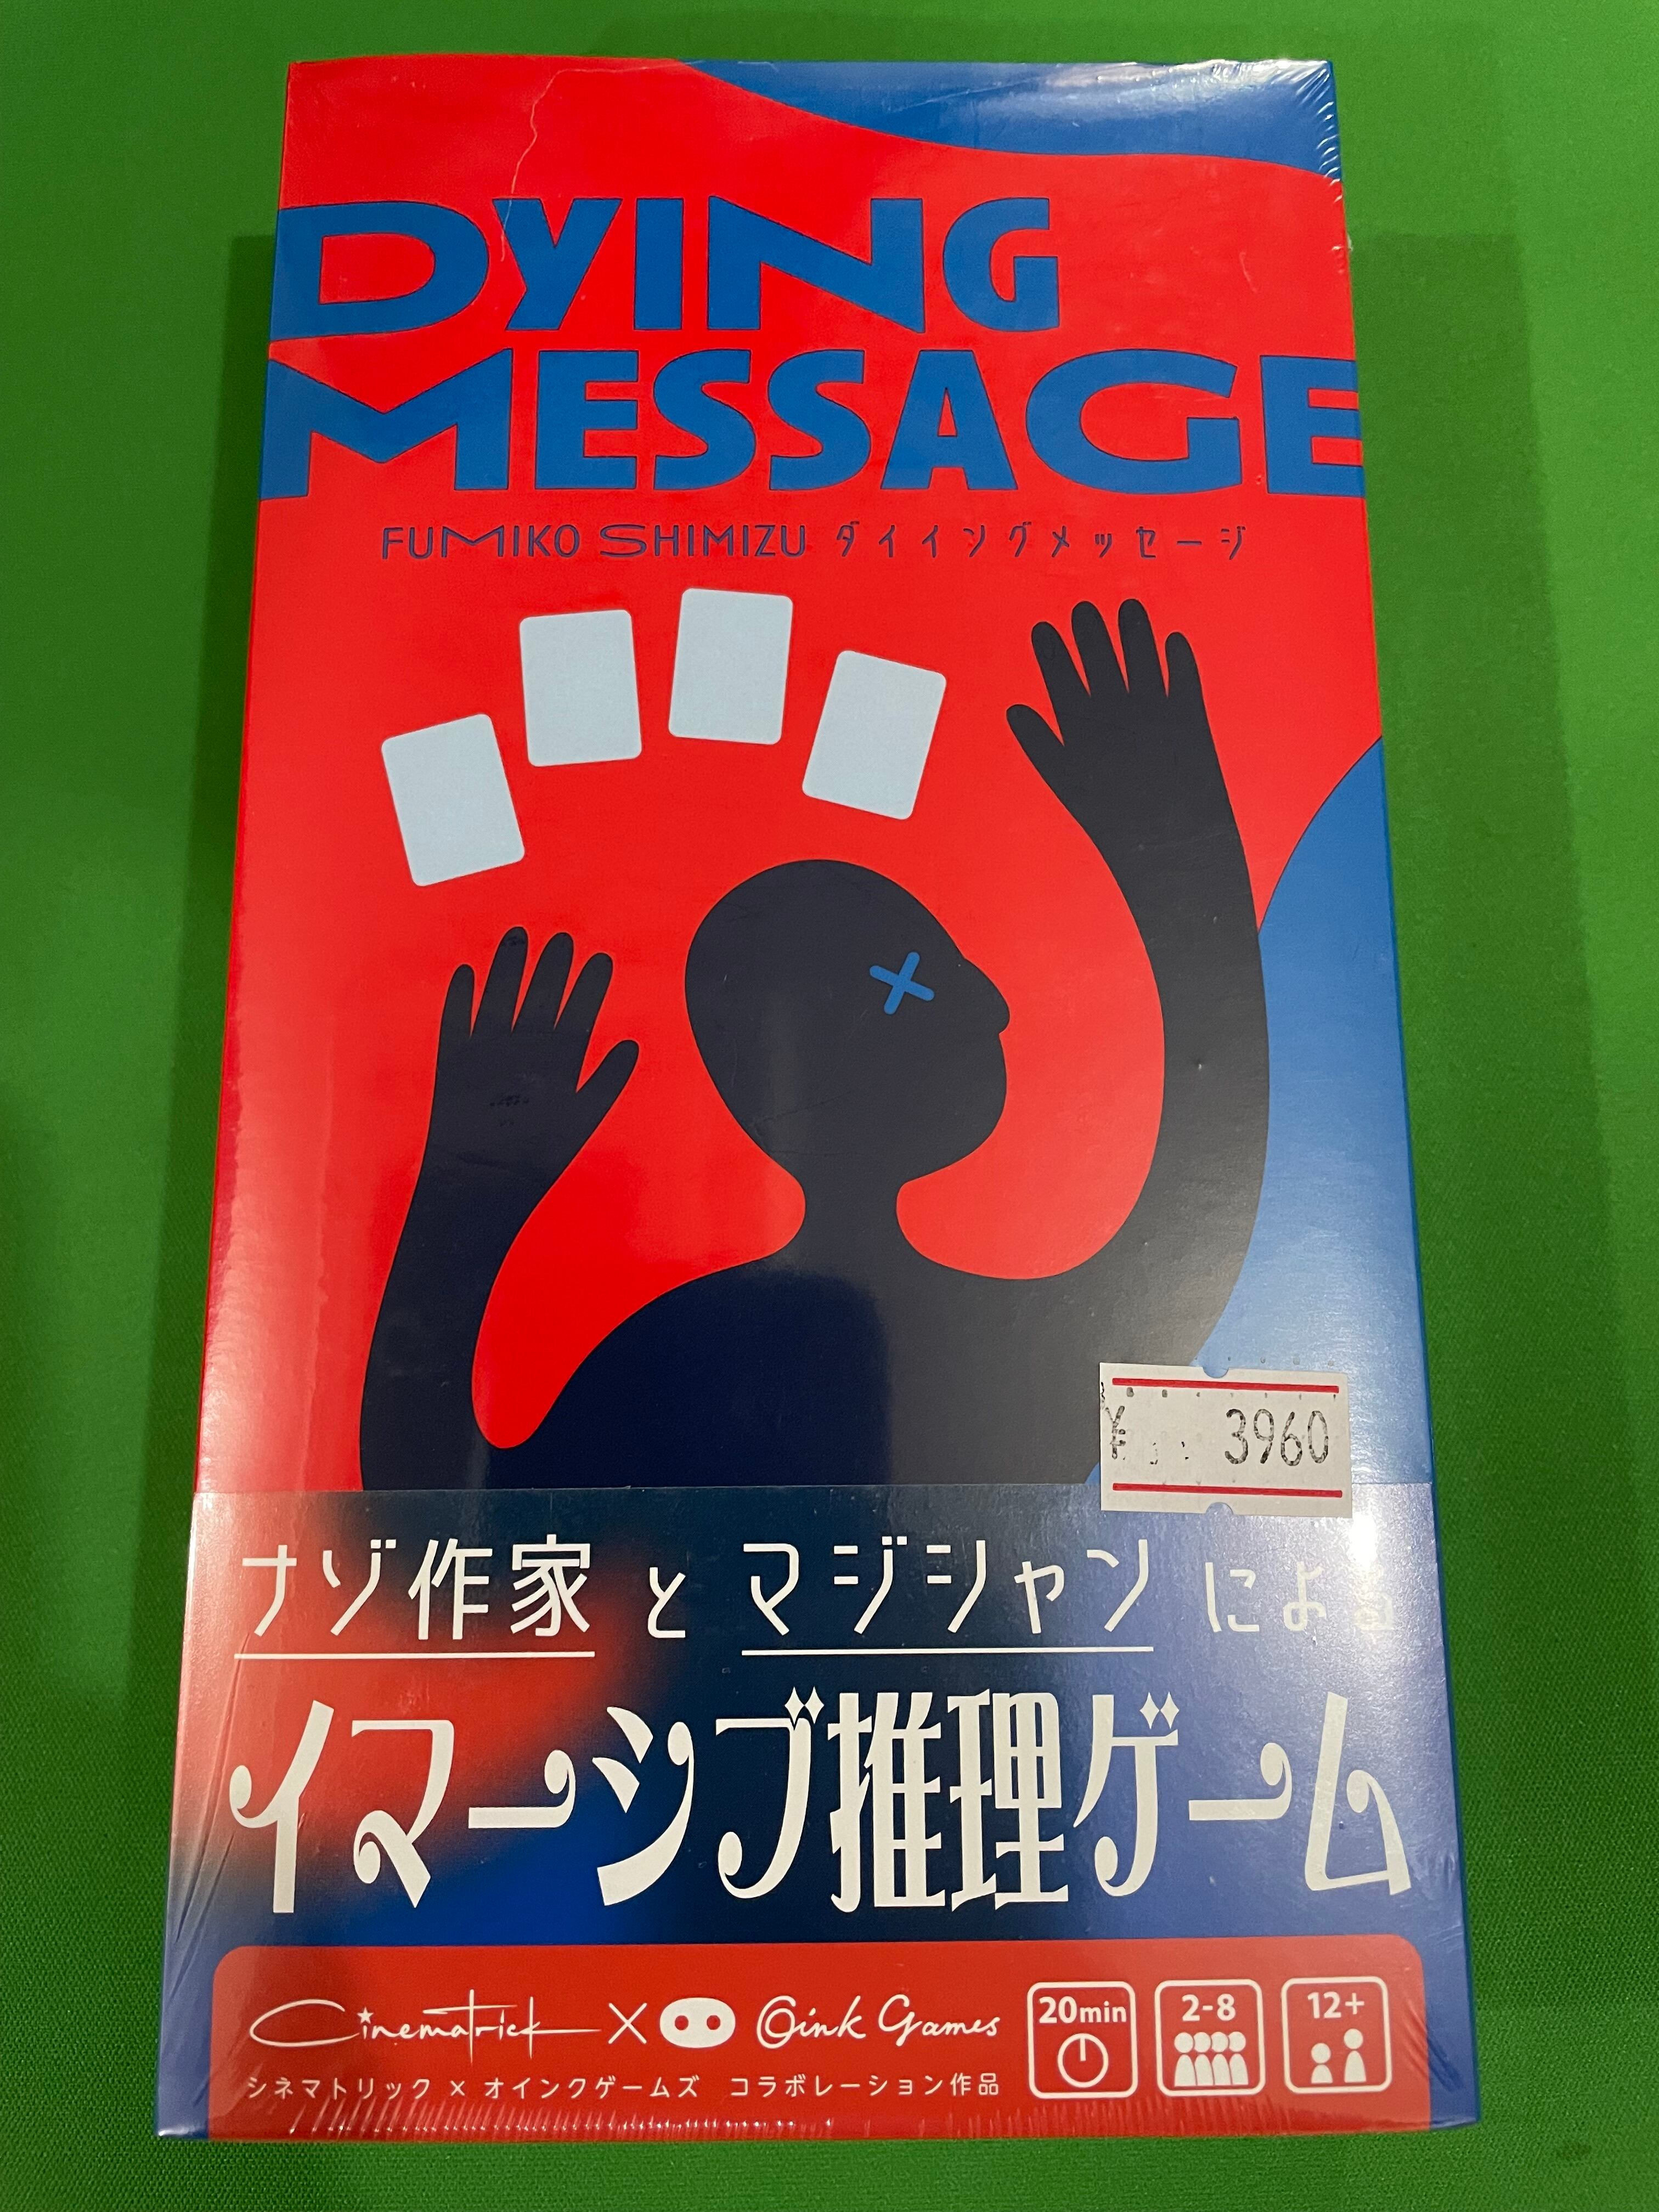 DYING
MESSAGE
FUMIKO SHIMIZU ダイイングメッセージ
¥ 3960
ナゾ作家とマジシャンによる
イマーシブ推理ゲーム
Cinematrick × Oink Games
20min
2-8
12+
シネマトリック × オインクゲームズ コラボレーション作品